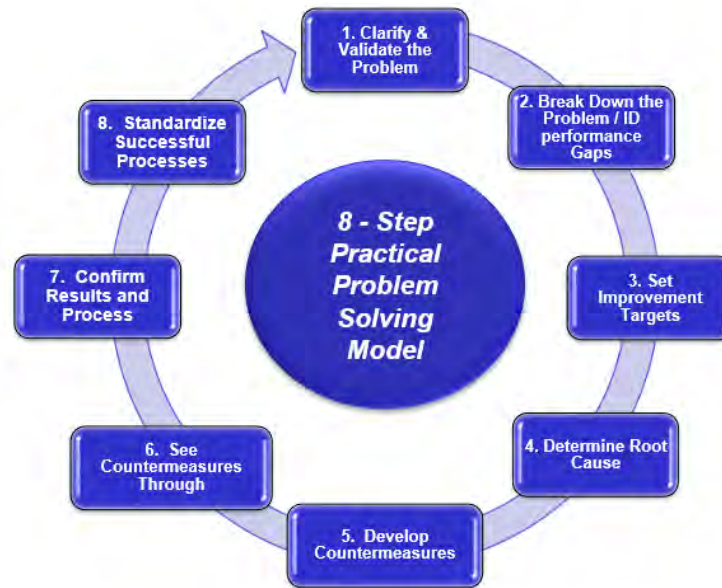 1. Clarify &
Validate the
Problem
2. Break Down the
Problem / ID
performance
Gaps
3. Set
Improvement
Targets
4. Determine Root
Cause
5. Develop
Countermeasures
6. See
Countermeasures
Through
7. Confirm
Results and
Process
8. Standardize
Successful
Processes
8 - Step
Practical
Problem
Solving
Model